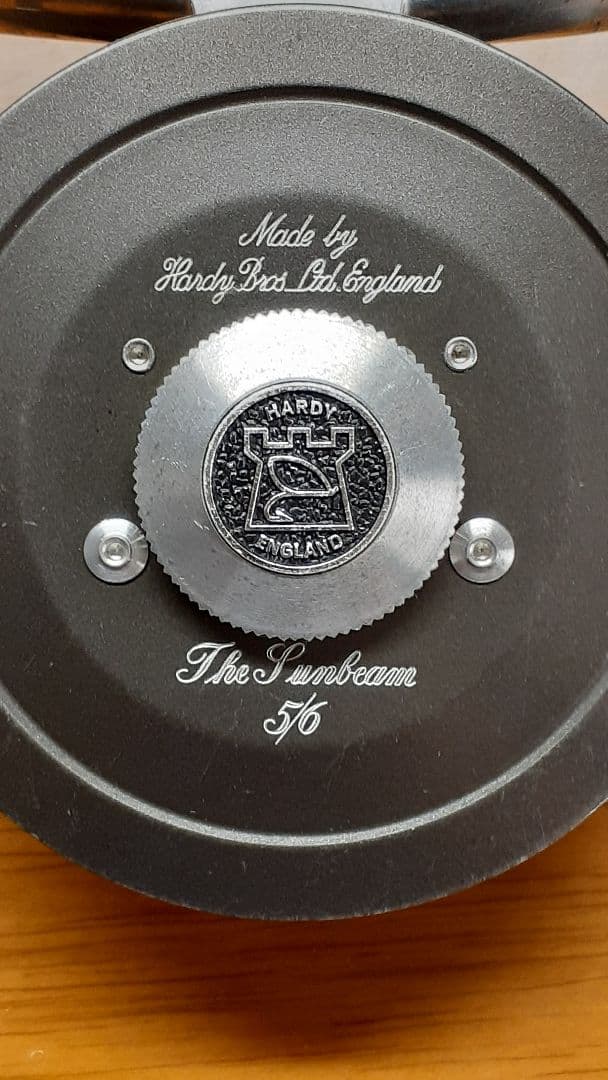 Made by
Hardy Bros Ltd. England
HARDY
ENGLAND
The Sunbeam
5/6